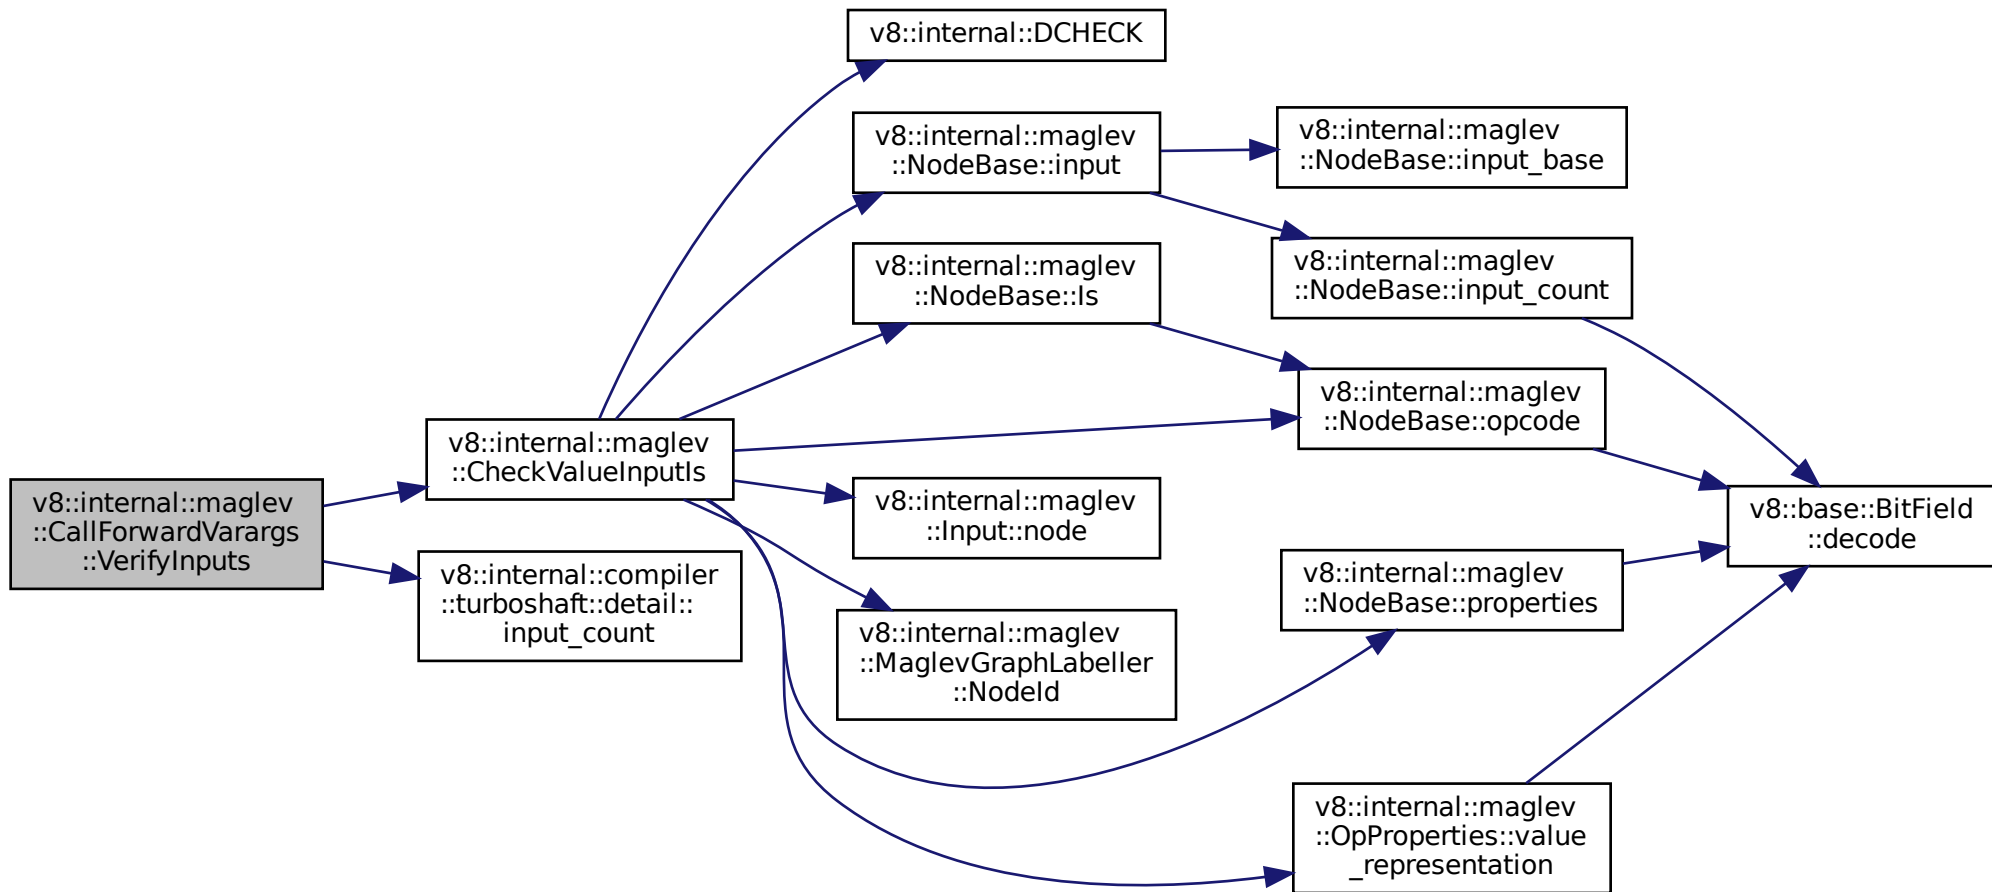 v8::internal::DCHECK
v8::internal::maglev
::NodeBase::input
v8::internal::maglev
::NodeBase::input_base
v8::internal::maglev
::NodeBase::Is
v8::internal::maglev
::NodeBase::input_count
v8::internal::maglev
::NodeBase::opcode
v8::internal::maglev
::CheckValueInputIs
v8::internal::maglev
::CallForwardVarargs
::VerifyInputs
v8::internal::maglev
::Input::node
v8::base::BitField
::decode
v8::internal::compiler
::turboshaft::detail::
input_count
v8::internal::maglev
::NodeBase::properties
v8::internal::maglev
::MaglevGraphLabeller
::NodeId
v8::internal::maglev
::OpProperties::value
_representation